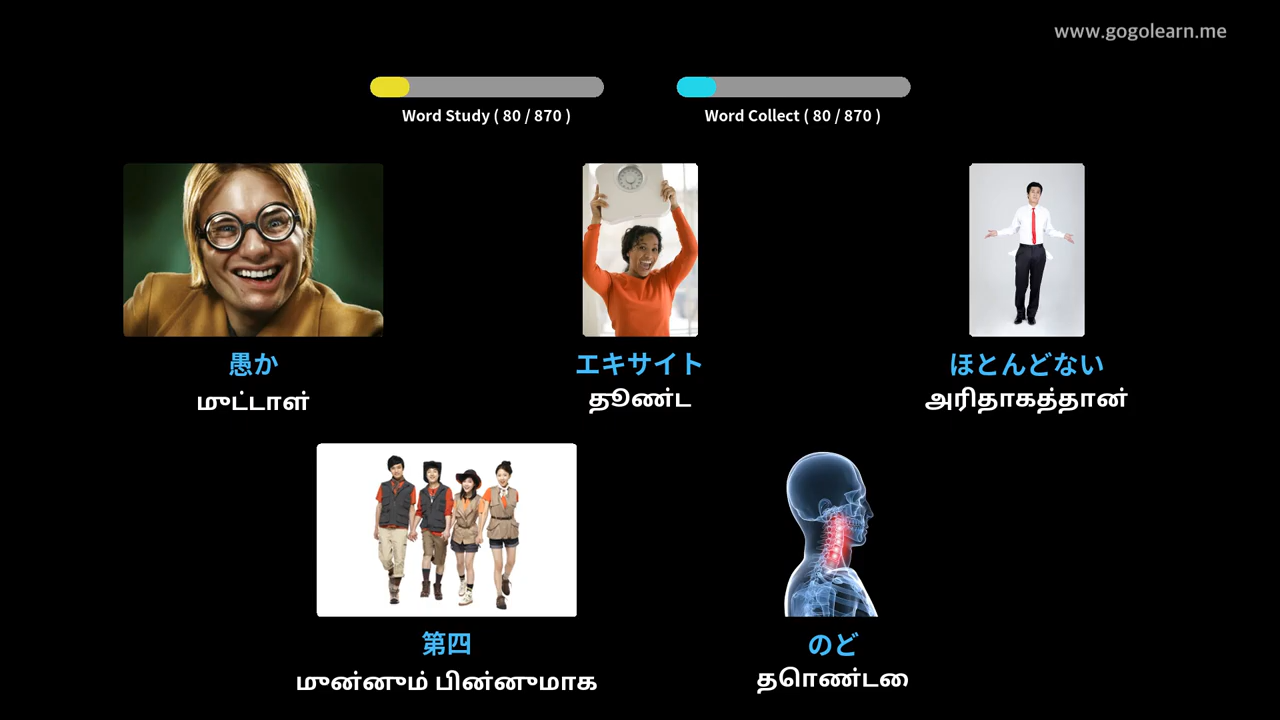 www.gogolearn.me
Word Study ( 80 / 870 )
Word Collect ( 80 / 870 )
愚か
முட்டாள்
エキサイト
தூண்ட
ほとんどない
அரிதாகத்தான்
第四
முன்னும் பின்னுமாக
のど
தொண்டை